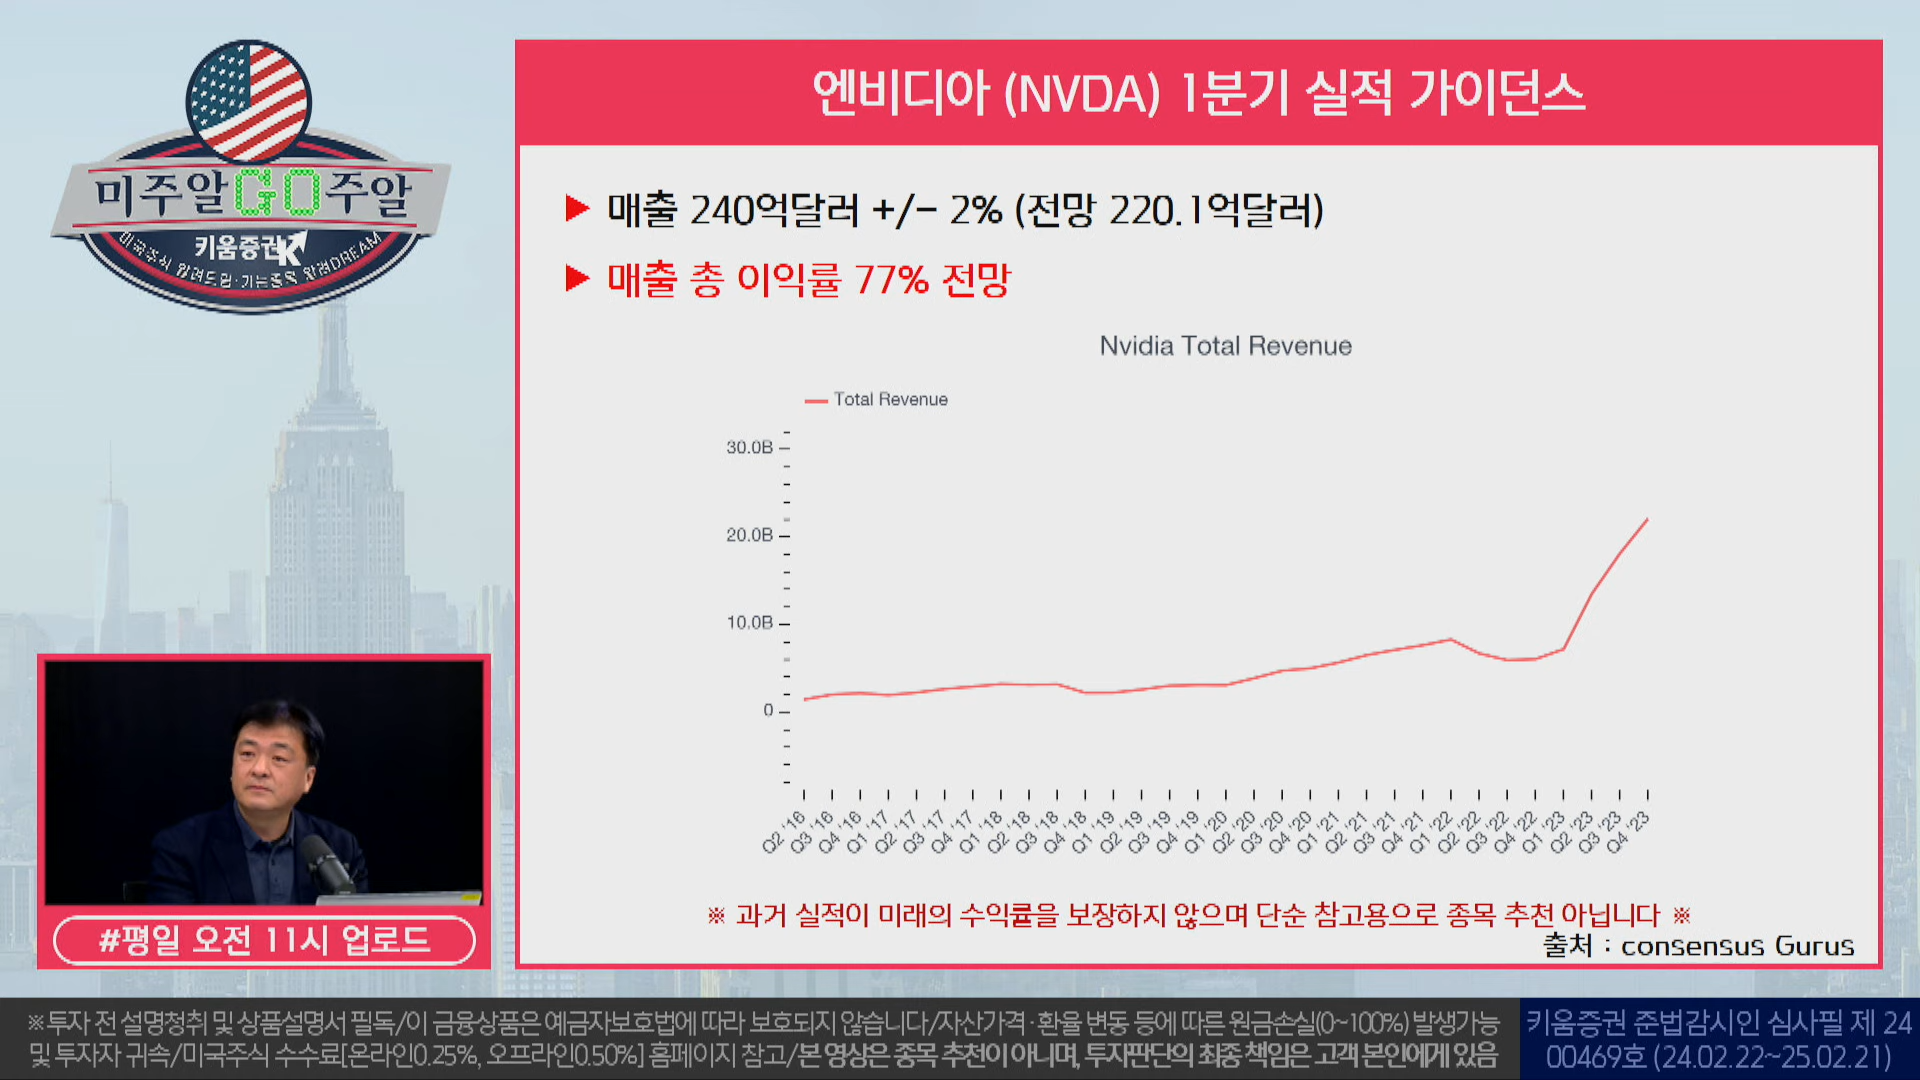 미주알GO주알
키움증권
엔비디아 (NVDA) 1분기 실적 가이던스
▶ 매출 240억달러 +/- 2% (전망 220.1억달러)
▶ 매출 총 이익률 77% 전망
Nvidia Total Revenue
Total Revenue
30.0B
20.0B
10.0B
0
Q2 '16 Q3 '16 Q4 '16 Q1 '17 Q2 '17 Q3 '17 Q4 '17 Q1 '18 Q2 '18 Q3 '18 Q4 '18 Q1 '19 Q2 '19 Q3 '19 Q4 '19 Q1 '20 Q2 '20 Q3 '20 Q4 '20 Q1 '21 Q2 '21 Q3 '21 Q4 '21 Q1 '22 Q2 '22 Q3 '22 Q4 '22 Q1 '23 Q2 '23 Q3 '23 Q4 '23
※ 과거 실적이 미래의 수익률을 보장하지 않으며 단순 참고용으로 종목 추천 아닙니다 ※
출처 : consensus Gurus
#평일 오전 11시 업로드
※투자 전 설명청취 및 상품설명서 필독/이 금융상품은 예금자보호법에 따라 보호되지 않습니다/자산가격·환율 변동 등에 따른 원금손실(0~100%) 발생가능
및 투자자 귀속/미국주식 수수료[온라인0.25%, 오프라인0.50%] 홈페이지 참고/본 영상은 종목 추천이 아니며, 투자판단의 최종 책임은 고객 본인에게 있음
키움증권 준법감시인 심사필 제 24
00469호 (24.02.22~25.02.21)